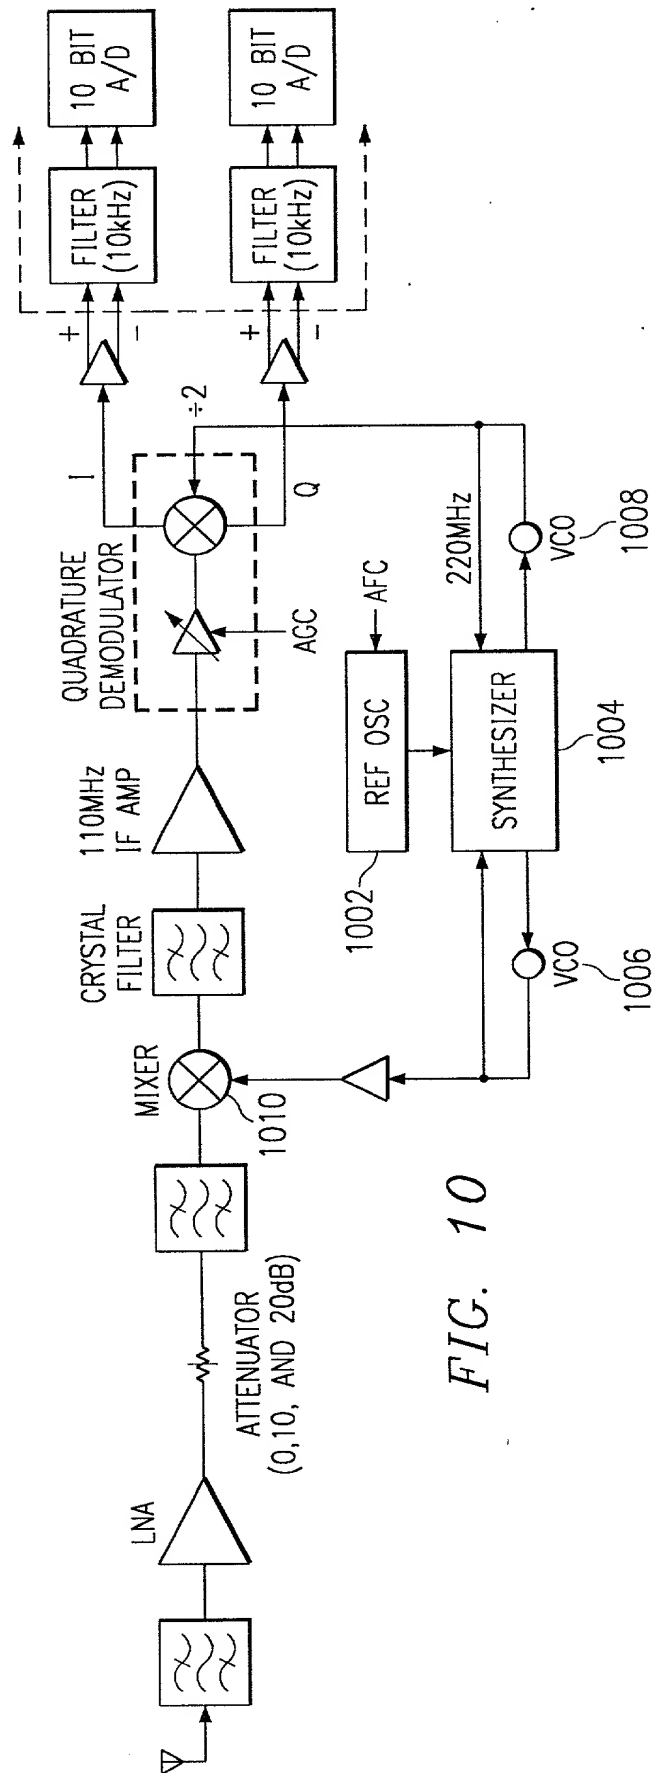 10 BIT
A/D
10 BIT
A/D
FILTER
(10kHz)
FILTER
(10kHz)
+
-
+
-
I
Q
÷2
QUADRATURE
DEMODULATOR
AGC
110MHz
IF AMP
CRYSTAL
FILTER
MIXER
1010
ATTENUATOR
(0,10, AND 20dB)
LNA
220MHz
AFC
REF OSC
1002
SYNTHESIZER
1004
VCO
1006
VCO
1008
FIG. 10